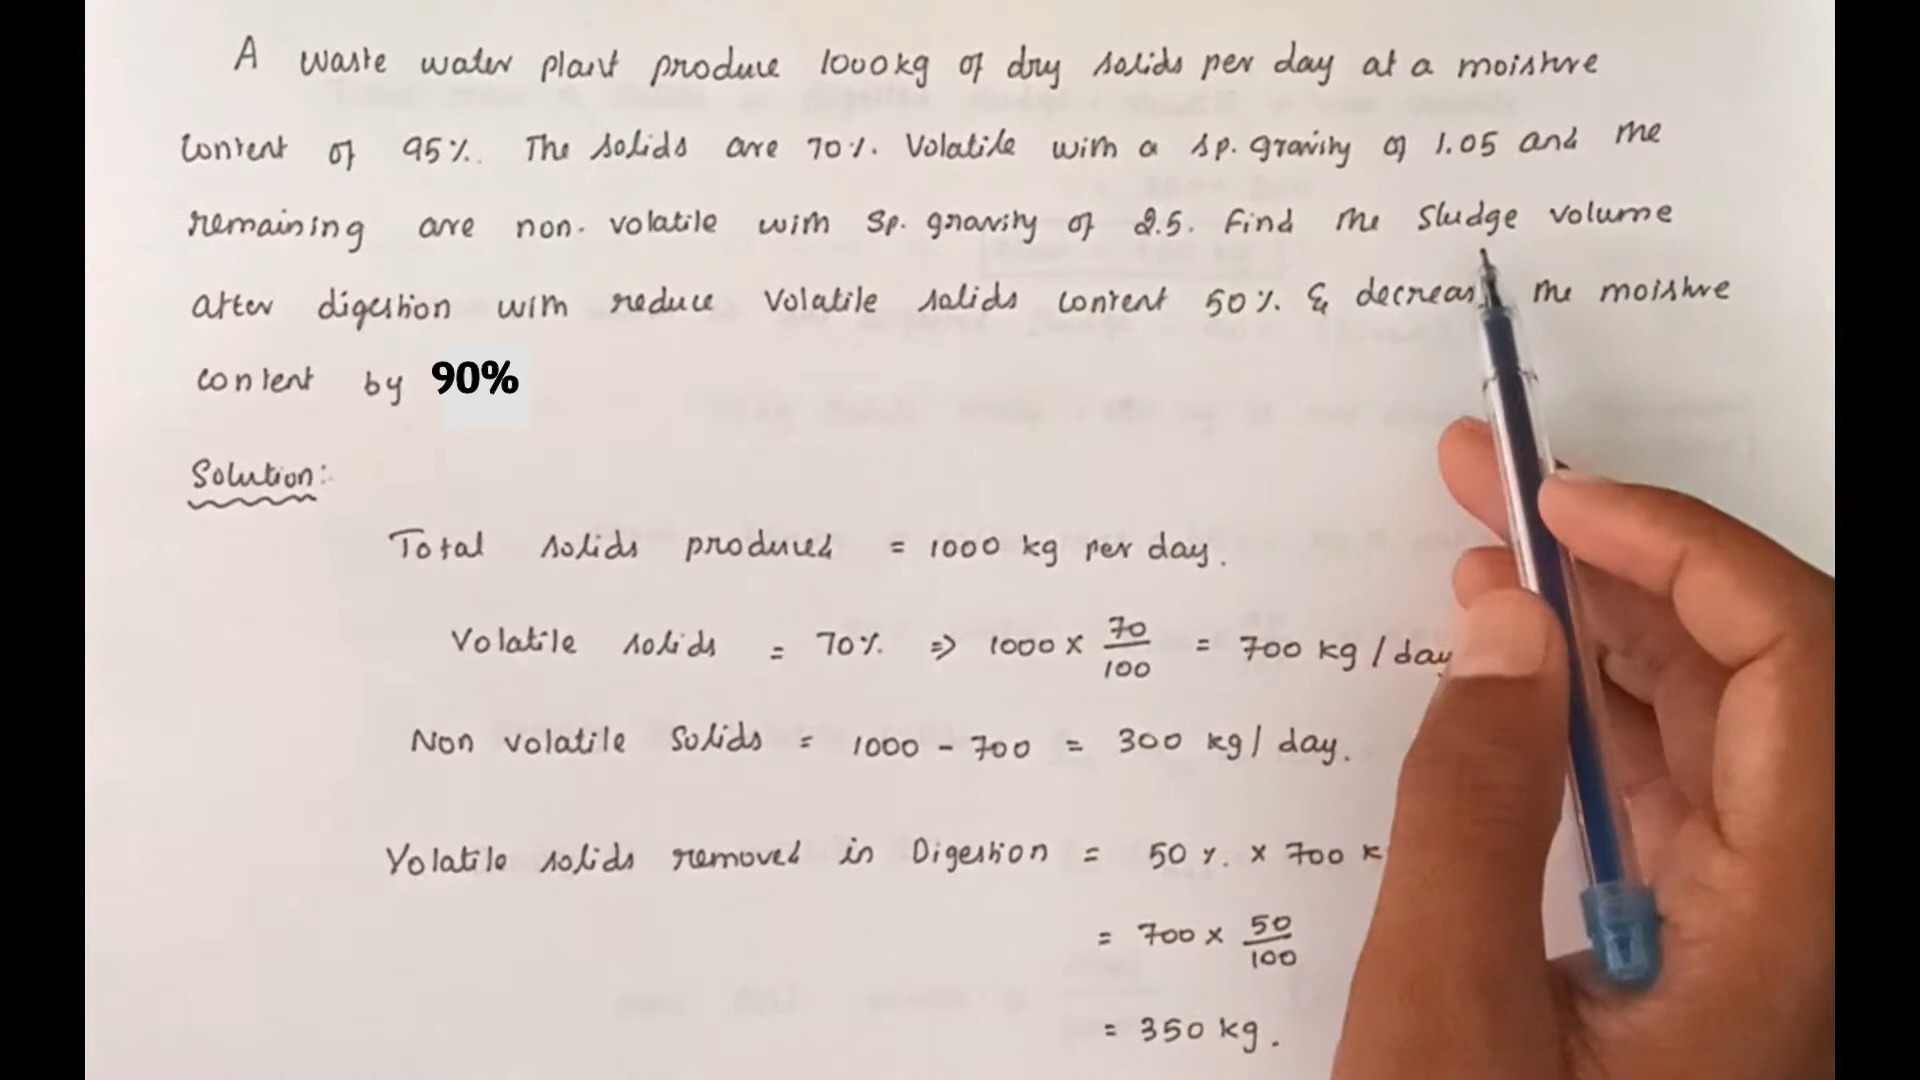 A waste water plant produce 1000 kg of dry solids per day at a moisture
content of 95%. The solids are 70%. Volatile with a sp. gravity of 1.05 and the
remaining are non-volatile with sp. gravity of 2.5. Find the Sludge volume
after digestion with reduce Volatile solids content 50% & decreas the moisture
content by 90%
Solution:
Total solids produced = 1000 kg per day.
Volatile solids = 70% ⇒ 1000 × 70/100 = 700 kg / day
Non volatile Solids = 1000 - 700 = 300 kg / day.
Volatile solids removed in Digestion = 50 %. × 700 k
= 700 × 50/100
= 350 kg.